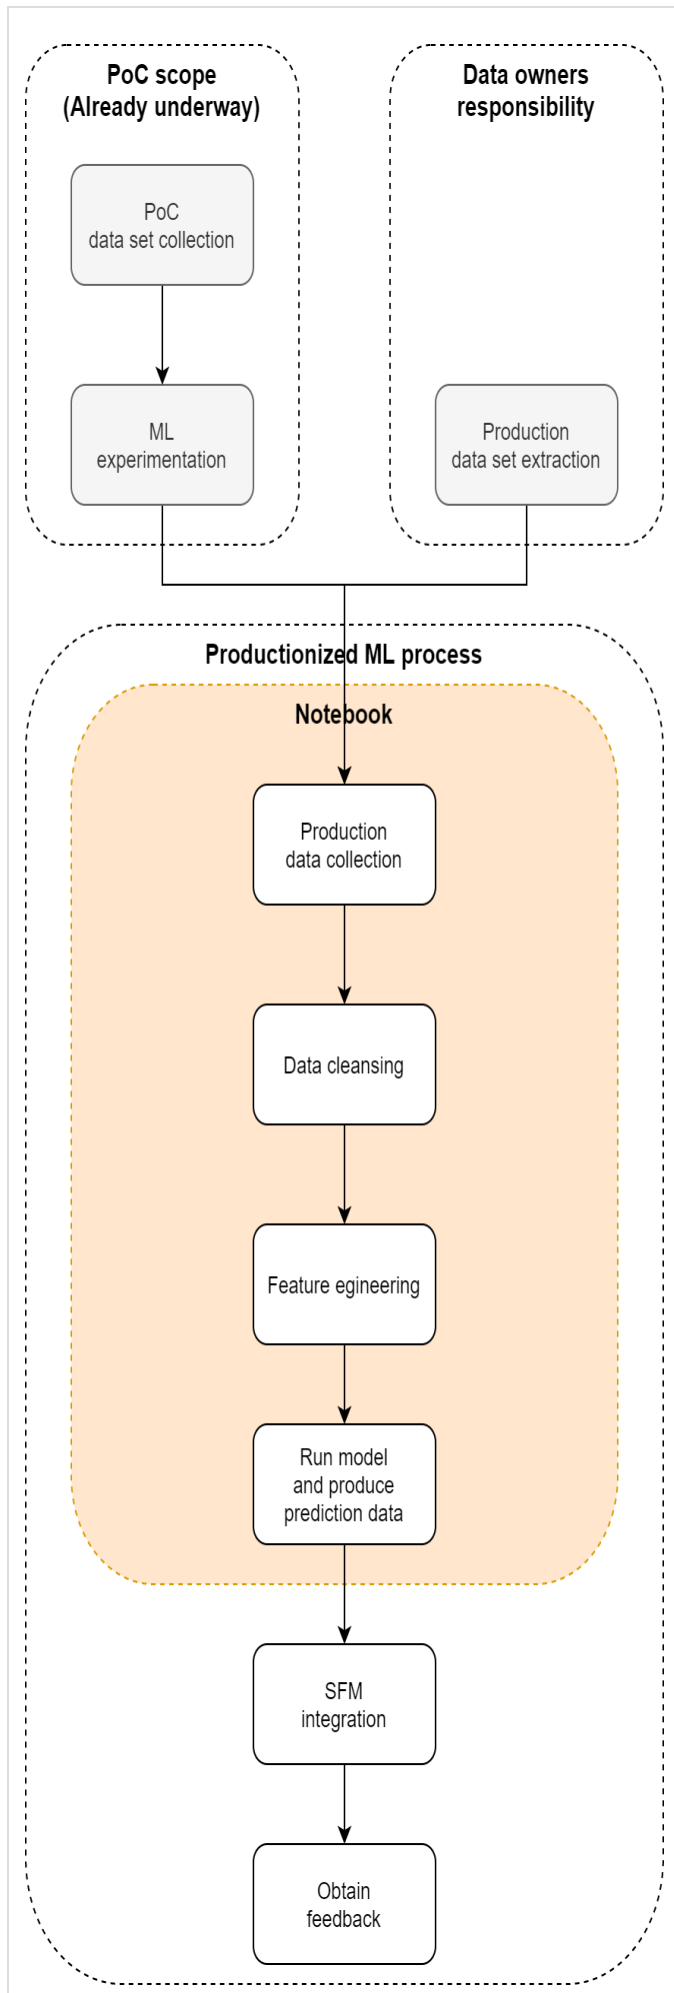 PoC scope
(Already underway)
Data owners
responsibility
PoC
data set collection
ML
experimentation
Production
data set extraction
Productionized ML process
Notebook
Production
data collection
Data cleansing
Feature egineering
Run model
and produce
prediction data
SFM
integration
Obtain
feedback